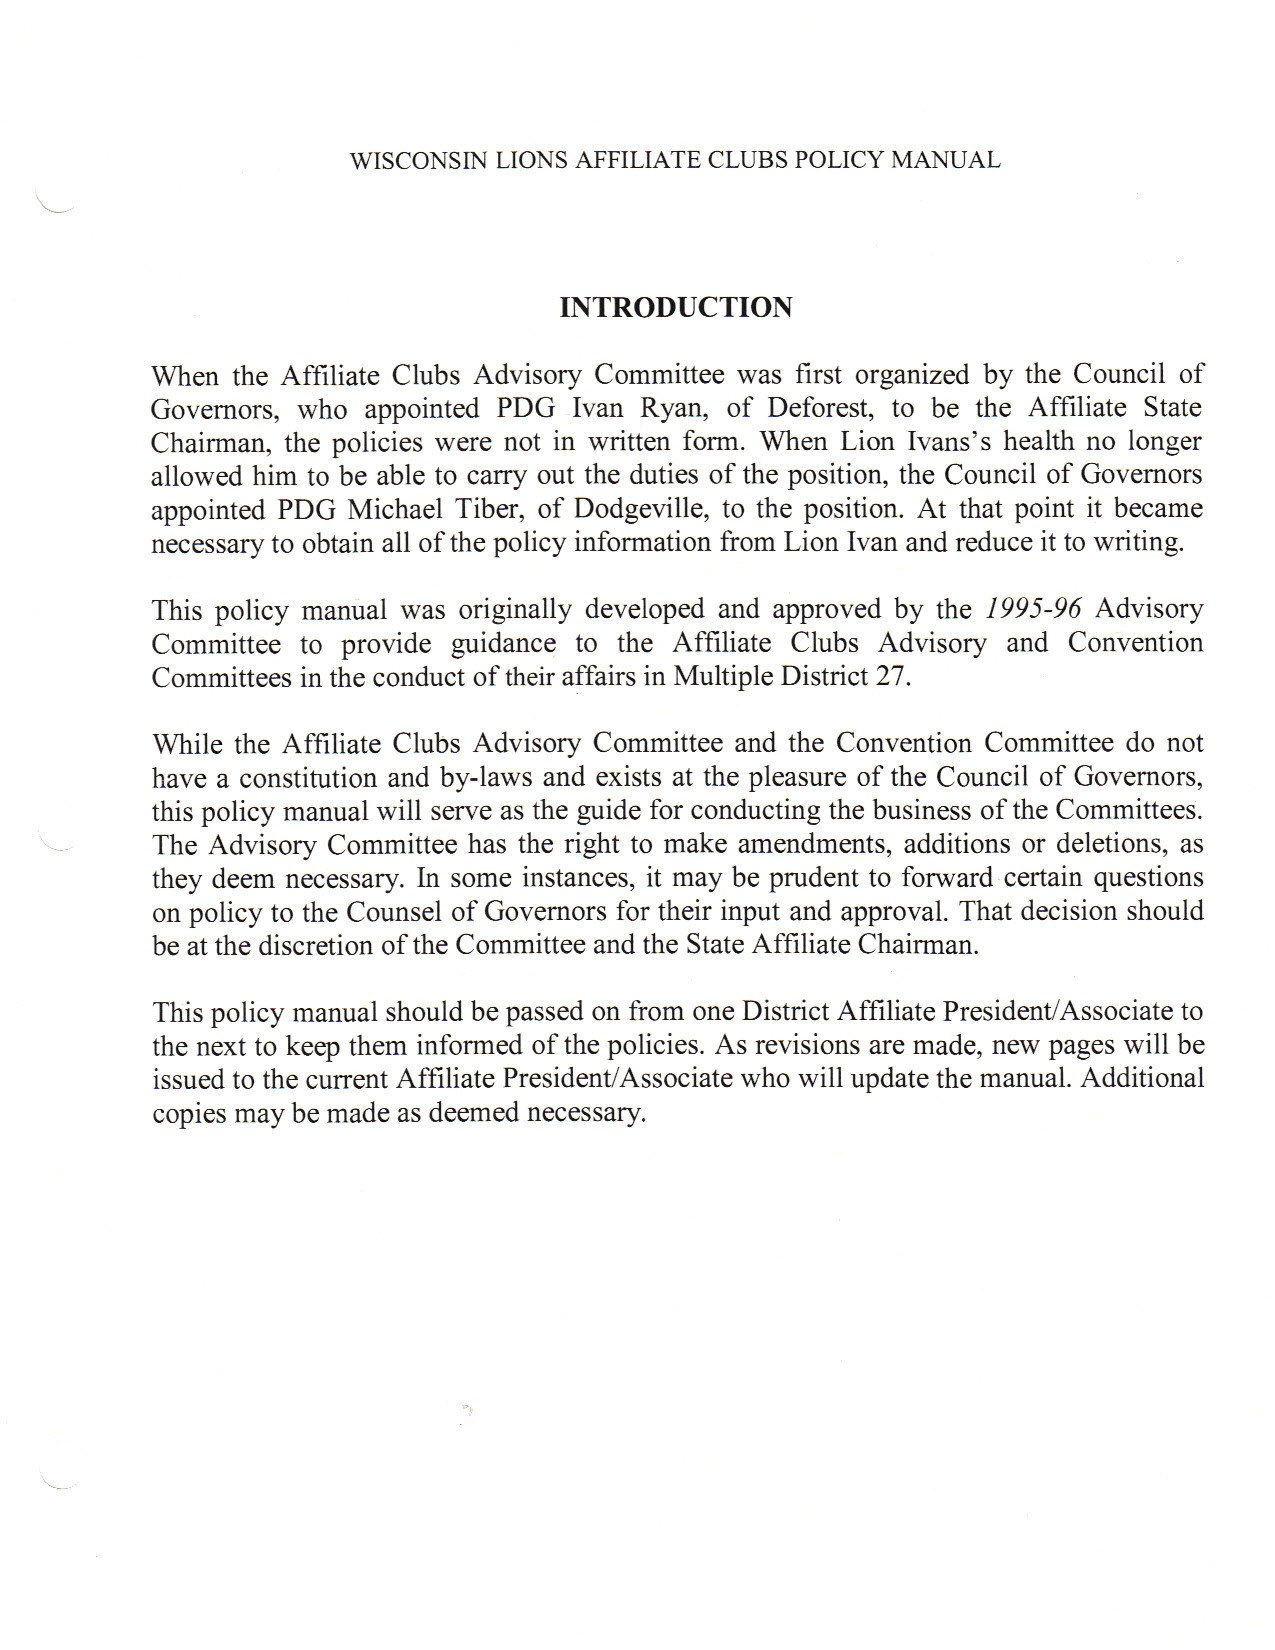 WISCONSIN LIONS AFFILIATE CLUBS POLICY MANUAL
INTRODUCTION
When the Affiliate Clubs Advisory Committee was first organized by the Council of
Governors, who appointed PDG Ivan Ryan, of Deforest, to be the Affiliate State
Chairman, the policies were not in written form. When Lion Ivans's health no longer
allowed him to be able to carry out the duties of the position, the Council of Governors
appointed PDG Michael Tiber, of Dodgeville, to the position. At that point it became
necessary to obtain all of the policy information from Lion Ivan and reduce it to writing.
This policy manual was originally developed and approved by the 1995-96 Advisory
Committee to provide guidance to the Affiliate Clubs Advisory and Convention
Committees in the conduct of their affairs in Multiple District 27.
While the Affiliate Clubs Advisory Committee and the Convention Committee do not
have a constitution and by-laws and exists at the pleasure of the Council of Governors,
this policy manual will serve as the guide for conducting the business of the Committees.
The Advisory Committee has the right to make amendments, additions or deletions, as
they deem necessary. In some instances, it may be prudent to forward certain questions
on policy to the Counsel of Governors for their input and approval. That decision should
be at the discretion of the Committee and the State Affiliate Chairman.
This policy manual should be passed on from one District Affiliate President/Associate to
the next to keep them informed of the policies. As revisions are made, new pages will be
issued to the current Affiliate President/Associate who will update the manual. Additional
copies may be made as deemed necessary.